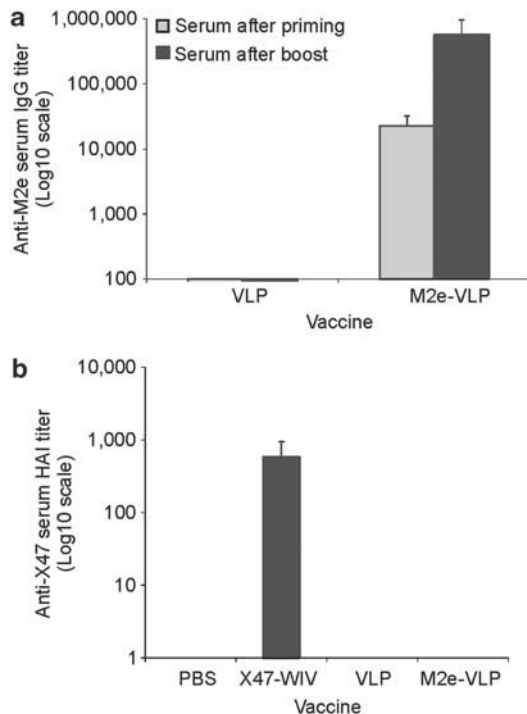 a
Anti-M2e serum IgG titer
(Log10 scale)
1,000,000
100,000
10,000
1,000
100
Serum after priming
Serum after boost
VLP
M2e-VLP
Vaccine
b
Anti-X47 serum HAI titer
(Log10 scale)
10,000
1,000
100
10
1
PBS
X47-WIV
VLP
M2e-VLP
Vaccine